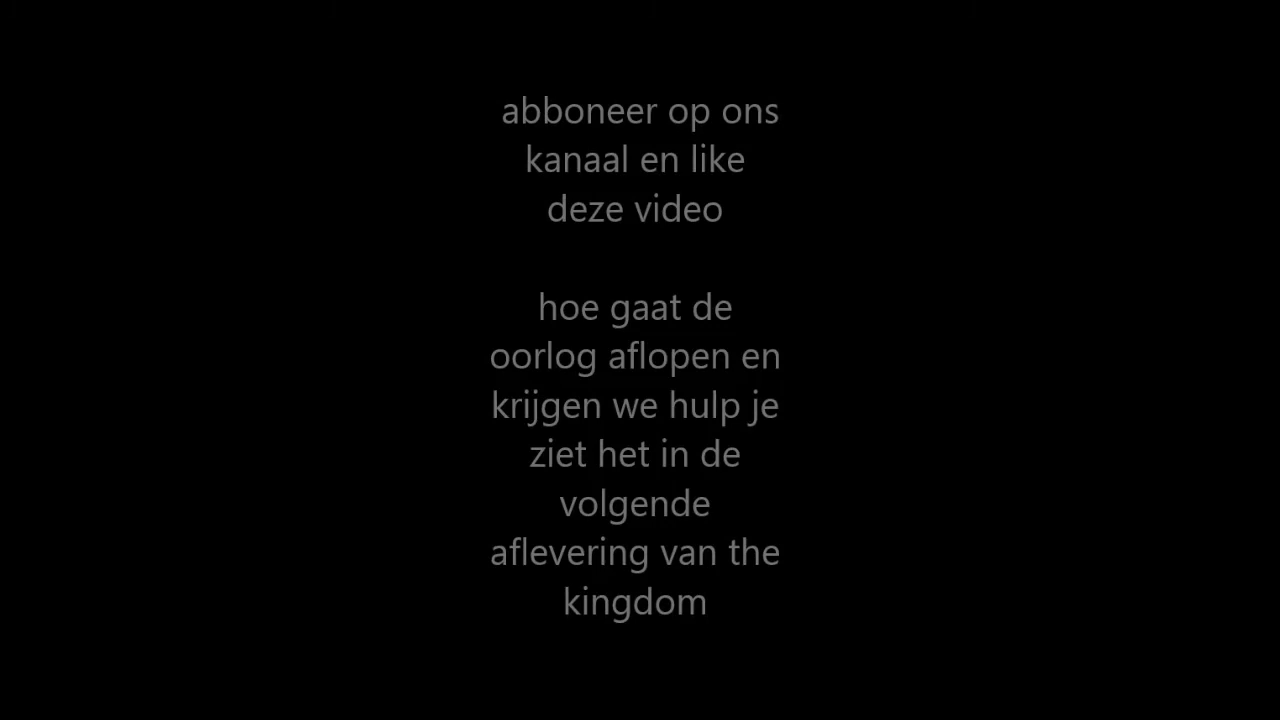 abboneer op ons
kanaal en like
deze video
hoe gaat de
oorlog aflopen en
krijgen we hulp je
ziet het in de
volgende
aflevering van the
kingdom